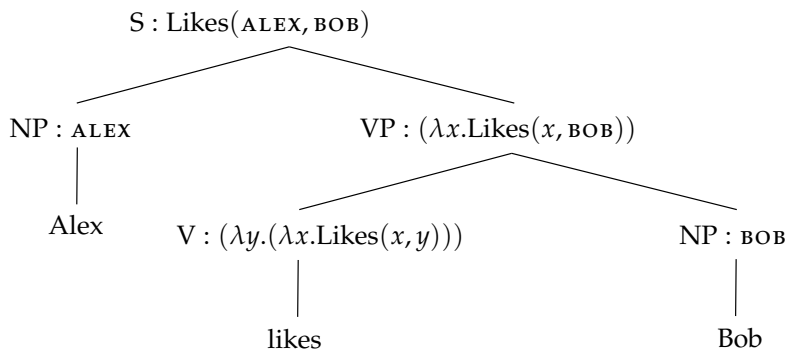 S : Likes(ALEX, BOB)
NP : ALEX
VP : (λx.Likes(x, BOB))
Alex
V : (λy.(λx.Likes(x, y)))
NP : BOB
likes
Bob